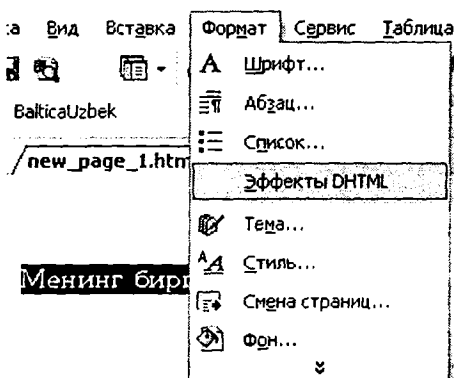 Вид Вставка Формат Сервис Таблица
BalticaUzbek
new_page_1.htm
Менинг
Шрифт...
Абзац...
Список...
Эффекты DHTML
Тема...
Стиль...
Смена страниц...
Фон...